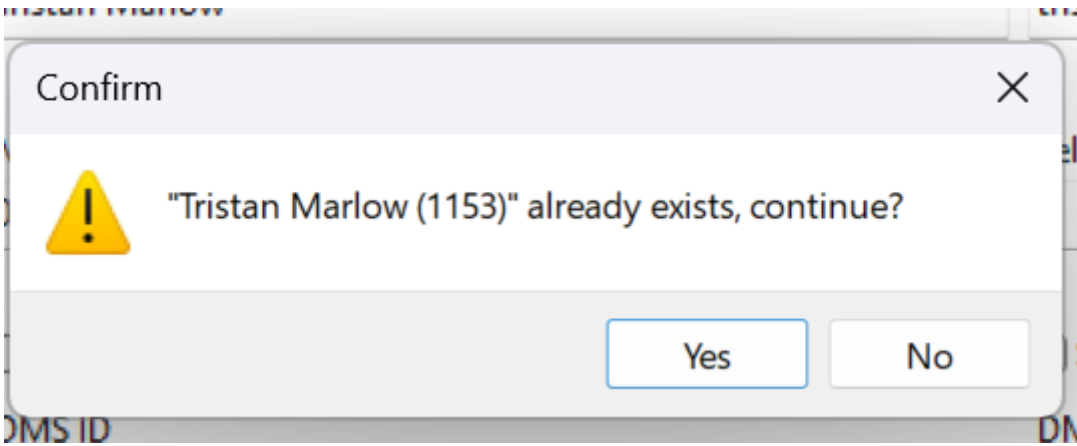 Confirm
"Tristan Marlow (1153)" already exists, continue?
Yes
No
DMS ID